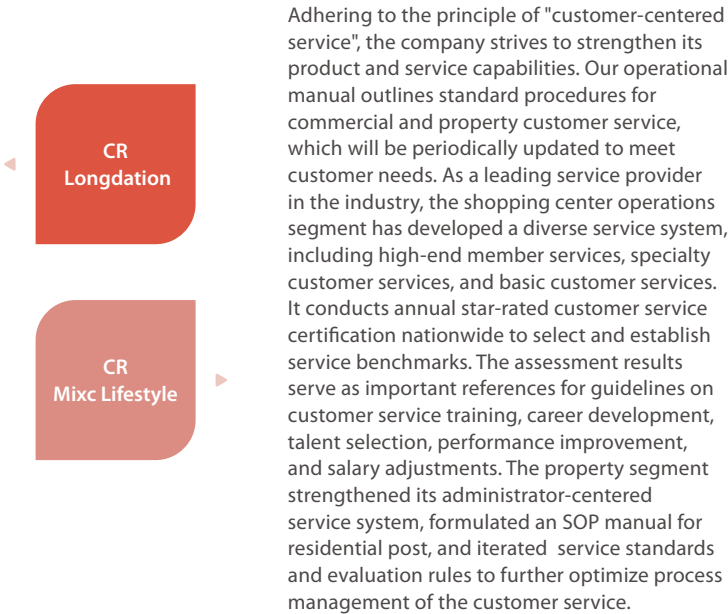 CR
Longdation
CR
Mixc Lifestyle
Adhering to the principle of "customer-centered
service", the company strives to strengthen its
product and service capabilities. Our operational
manual outlines standard procedures for
commercial and property customer service,
which will be periodically updated to meet
customer needs. As a leading service provider
in the industry, the shopping center operations
segment has developed a diverse service system,
including high-end member services, specialty
customer services, and basic customer services.
It conducts annual star-rated customer service
certification nationwide to select and establish
service benchmarks. The assessment results
serve as important references for guidelines on
customer service training, career development,
talent selection, performance improvement,
and salary adjustments. The property segment
strengthened its administrator-centered
service system, formulated an SOP manual for
residential post, and iterated  service standards
and evaluation rules to further optimize process
management of the customer service.